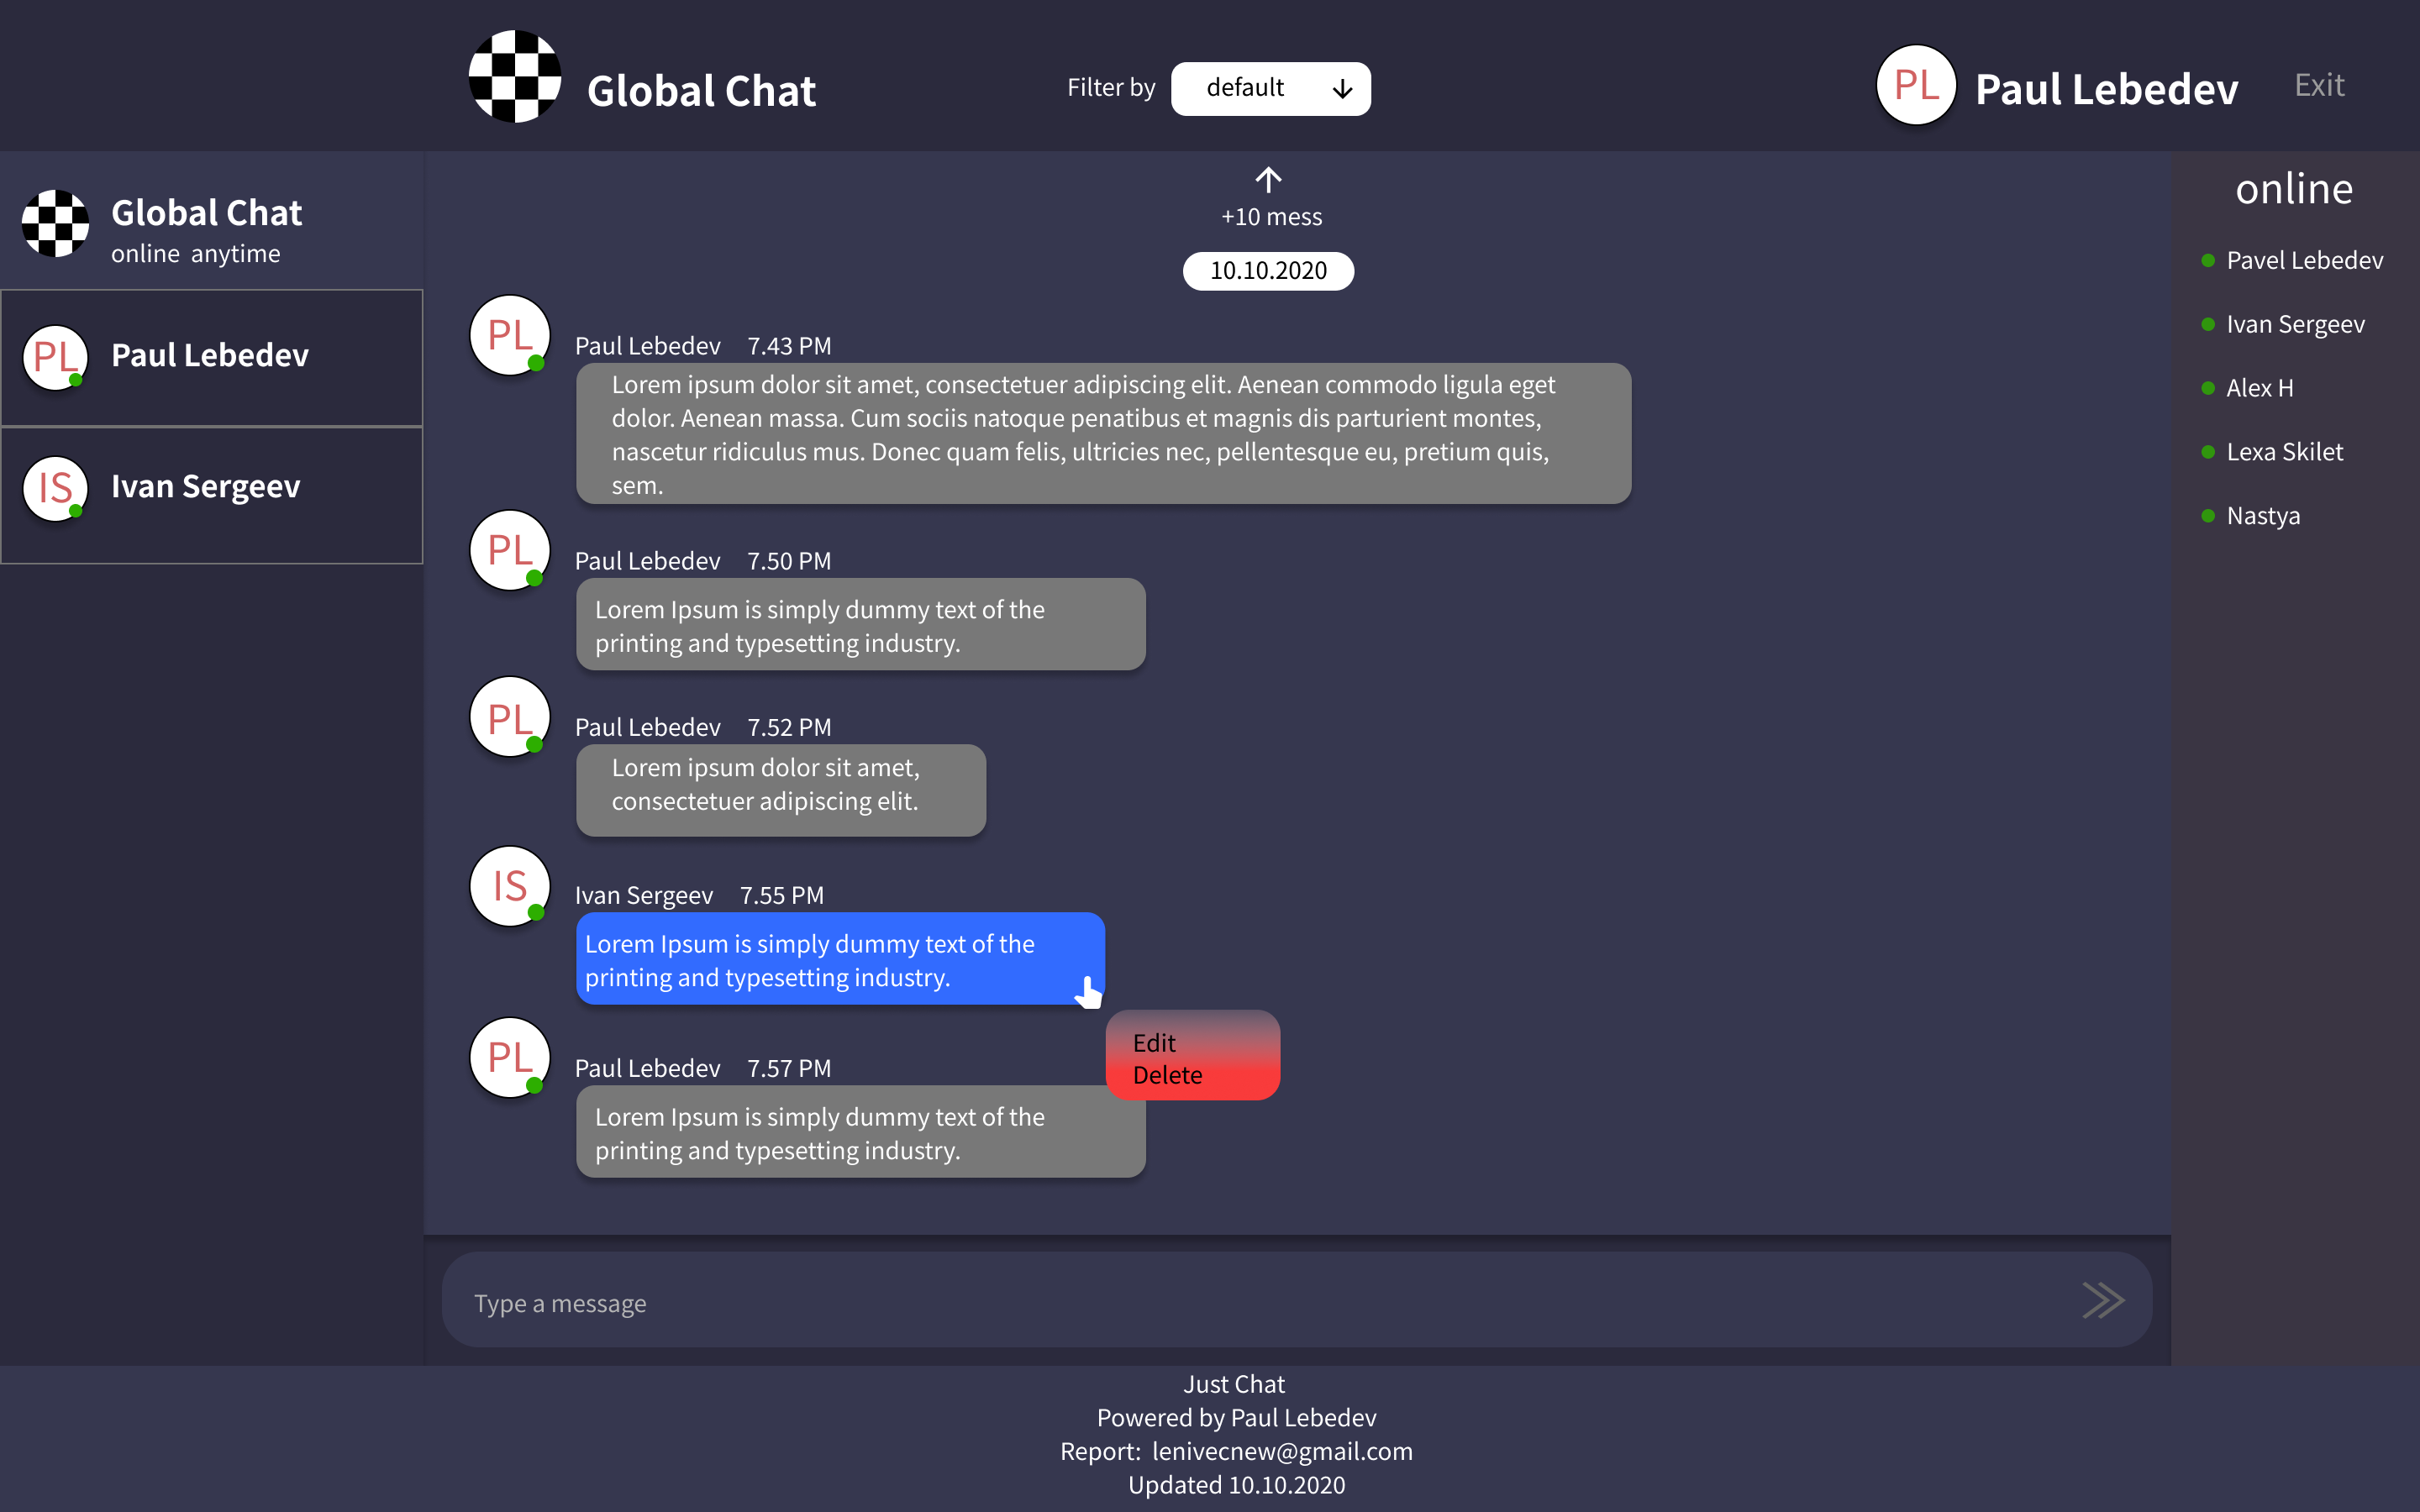 Global Chat
Filter by
default
PL
Paul Lebedev
Exit
Global Chat
online anytime
PL
Paul Lebedev
IS
Ivan Sergeev
+10 mess
10.10.2020
PL
Paul Lebedev 7.43 PM
Lorem ipsum dolor sit amet, consectetuer adipiscing elit. Aenean commodo ligula eget
dolor. Aenean massa. Cum sociis natoque penatibus et magnis dis parturient montes,
nascetur ridiculus mus. Donec quam felis, ultricies nec, pellentesque eu, pretium quis,
sem.
PL
Paul Lebedev 7.50 PM
Lorem Ipsum is simply dummy text of the
printing and typesetting industry.
PL
Paul Lebedev 7.52 PM
Lorem ipsum dolor sit amet,
consectetuer adipiscing elit.
IS
Ivan Sergeev 7.55 PM
Lorem Ipsum is simply dummy text of the
printing and typesetting industry.
Edit
Delete
PL
Paul Lebedev 7.57 PM
Lorem Ipsum is simply dummy text of the
printing and typesetting industry.
Type a message
online
Pavel Lebedev
Ivan Sergeev
Alex H
Lexa Skilet
Nastya
Just Chat
Powered by Paul Lebedev
Report: lenivecnew@gmail.com
Updated 10.10.2020